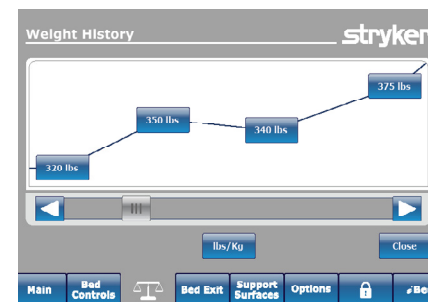 Weight History
stryker
375 lbs
350 lbs
340 lbs
320 lbs
lbs/Kg
Close
Main
Bed Controls
Bed Exit
Support Surfaces
Options
iBed